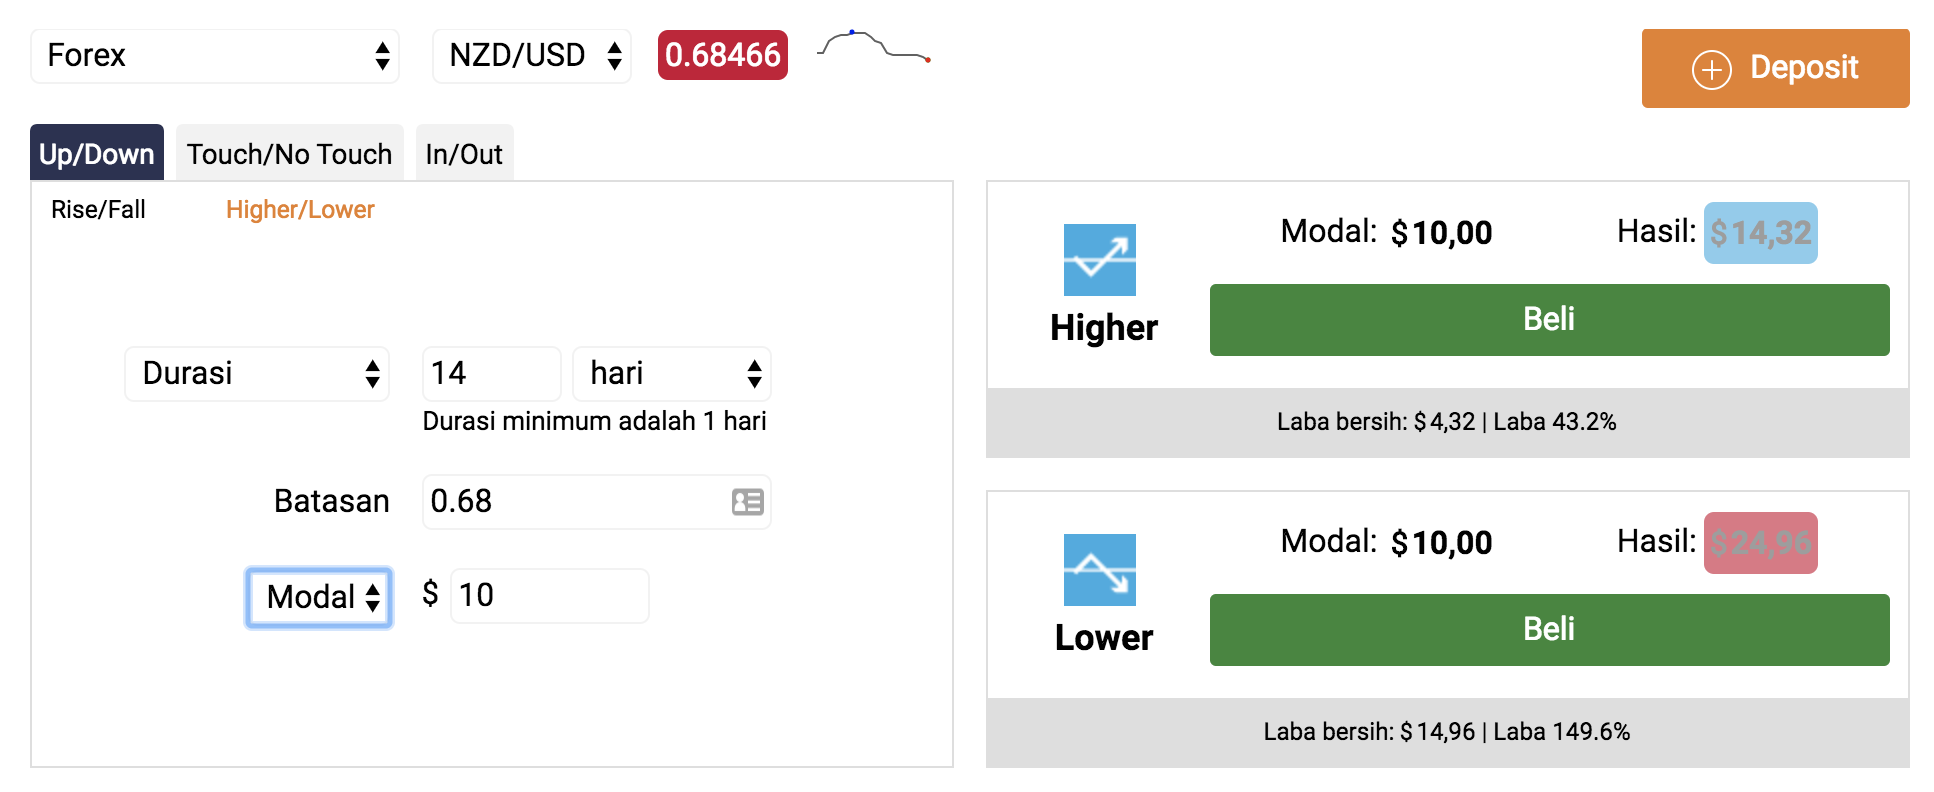 Forex NZD/USD 0.68466
Deposit
Up/Down Touch/No Touch In/Out
Rise/Fall Higher/Lower
Durasi 14 hari
Durasi minimum adalah 1 hari
Batasan 0.68
Modal $ 10
Modal: $10,00 Hasil: $14,32
Higher Beli
Laba bersih: $4,32 | Laba 43.2%
Modal: $10,00 Hasil: $24,96
Lower Beli
Laba bersih: $14,96 | Laba 149.6%